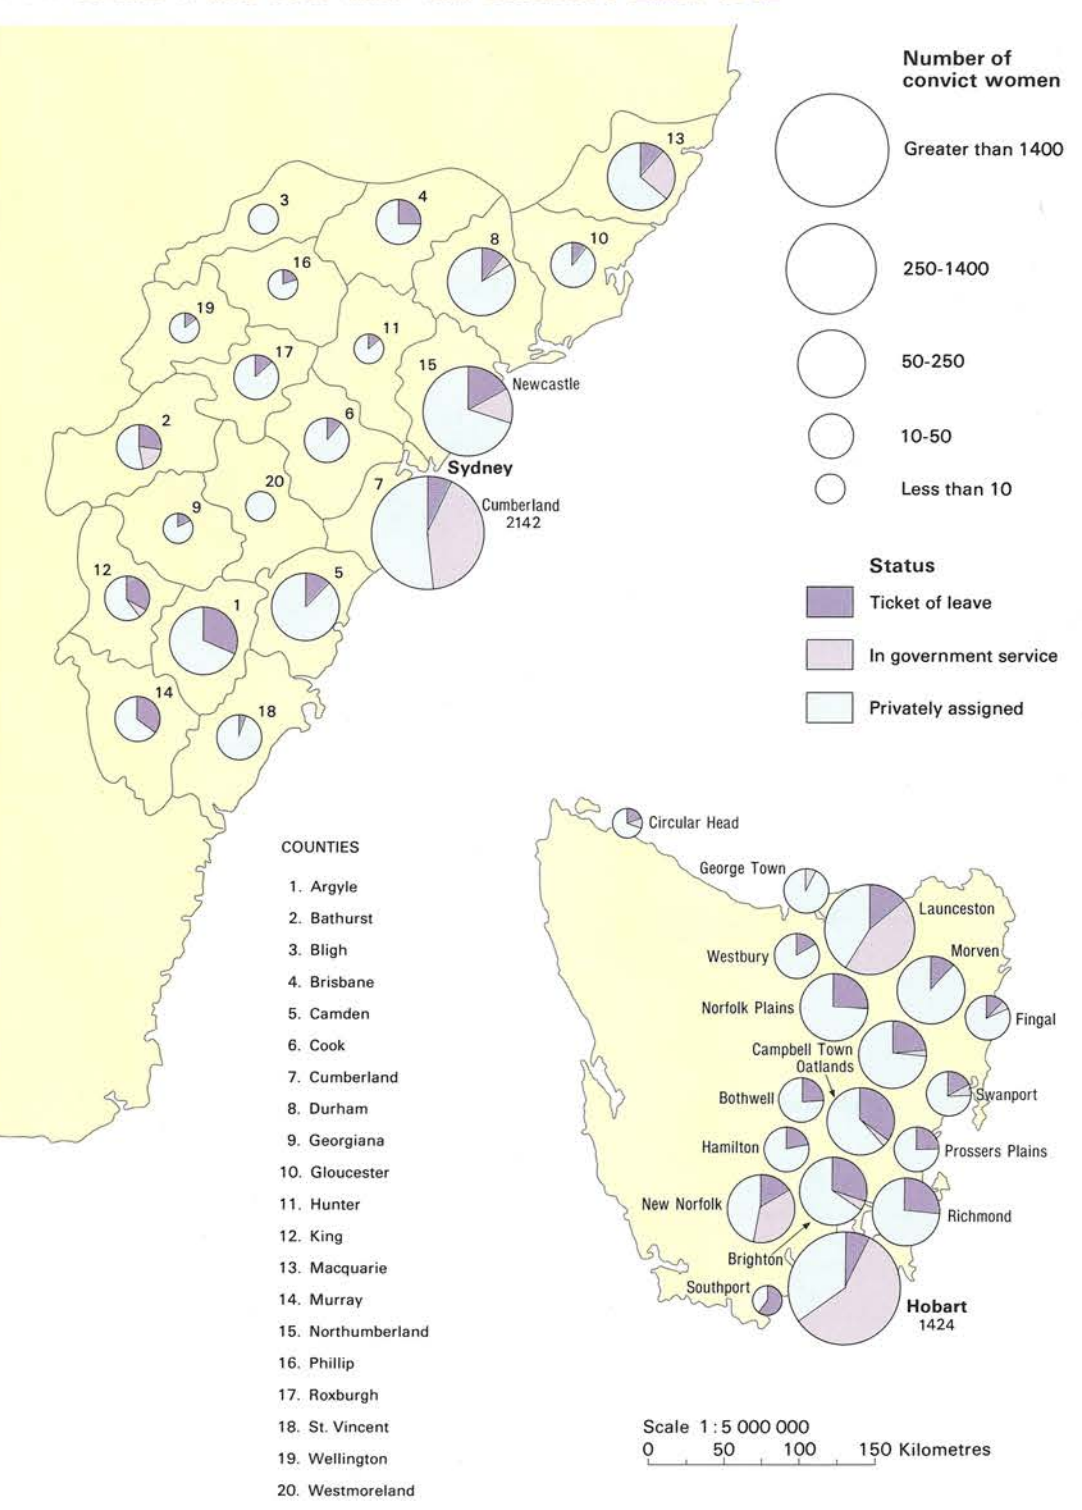 Number of
convict women
Greater than 1400
250-1400
50-250
10-50
Less than 10
Status
Ticket of leave
In government service
Privately assigned
13
3
4
8
10
16
19
11
17
15
Newcastle
2
6
Sydney
20
7
Cumberland
2142
9
12
5
1
14
18
COUNTIES
1. Argyle
2. Bathurst
3. Bligh
4. Brisbane
5. Camden
6. Cook
7. Cumberland
8. Durham
9. Georgiana
10. Gloucester
11. Hunter
12. King
13. Macquarie
14. Murray
15. Northumberland
16. Phillip
17. Roxburgh
18. St. Vincent
19. Wellington
20. Westmoreland
Circular Head
George Town
Launceston
Westbury
Morven
Norfolk Plains
Fingal
Campbell Town
Oatlands
Bothwell
Swanport
Hamilton
Prossers Plains
New Norfolk
Richmond
Brighton
Southport
Hobart
1424
Scale 1:5 000 000
0 50 100 150 Kilometres